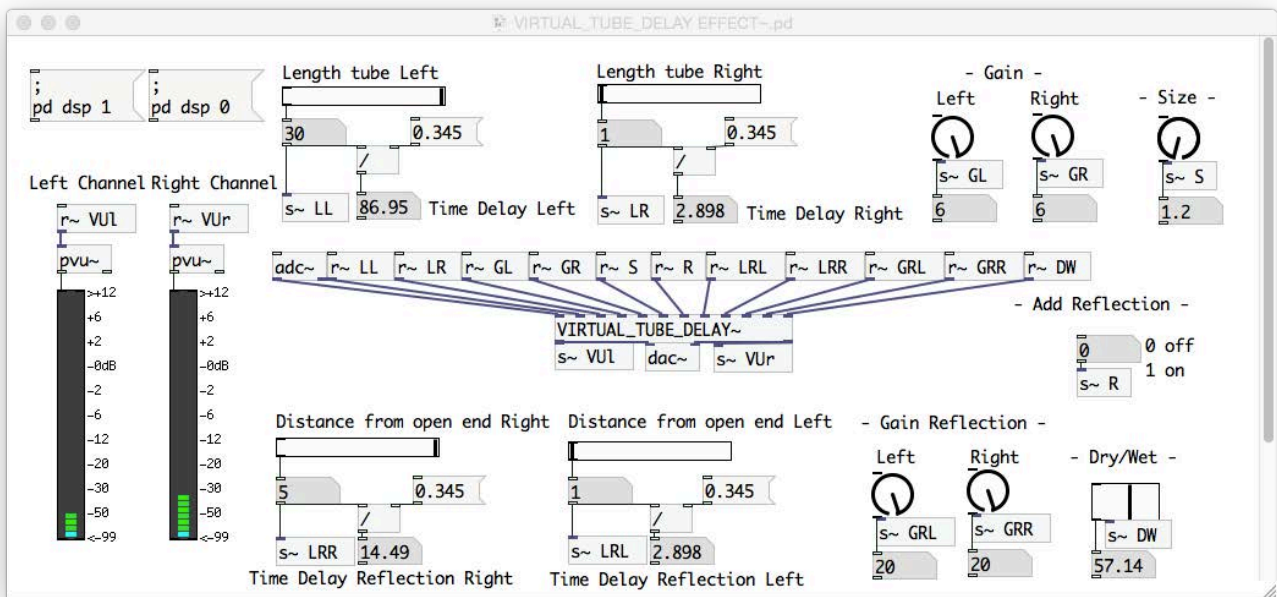 VIRTUAL_TUBE_DELAY EFFECT~.pd
;
pd dsp 1
;
pd dsp 0
Length tube Left
30
0.345
/
s~ LL
86.95
Time Delay Left
Length tube Right
1
0.345
/
s~ LR
2.898
Time Delay Right
- Gain -
Left
Right
s~ GL
s~ GR
6
6
- Size -
s~ S
1.2
Left Channel
Right Channel
r~ VUl
r~ VUr
pvu~
pvu~
>+12
+6
+2
-0dB
-2
-6
-12
-20
-30
-50
<-99
>+12
+6
+2
-0dB
-2
-6
-12
-20
-30
-50
<-99
adc~ r~ LL r~ LR r~ GL r~ GR r~ S r~ R r~ LRL r~ LRR r~ GRL r~ GRR r~ DW
VIRTUAL_TUBE_DELAY~
s~ VUl
dac~
s~ VUr
- Add Reflection -
0
0 off
1 on
s~ R
Distance from open end Right
5
0.345
/
s~ LRR
14.49
Time Delay Reflection Right
Distance from open end Left
1
0.345
/
s~ LRL
2.898
Time Delay Reflection Left
- Gain Reflection -
Left
Right
s~ GRL
s~ GRR
20
20
- Dry/Wet -
s~ DW
57.14